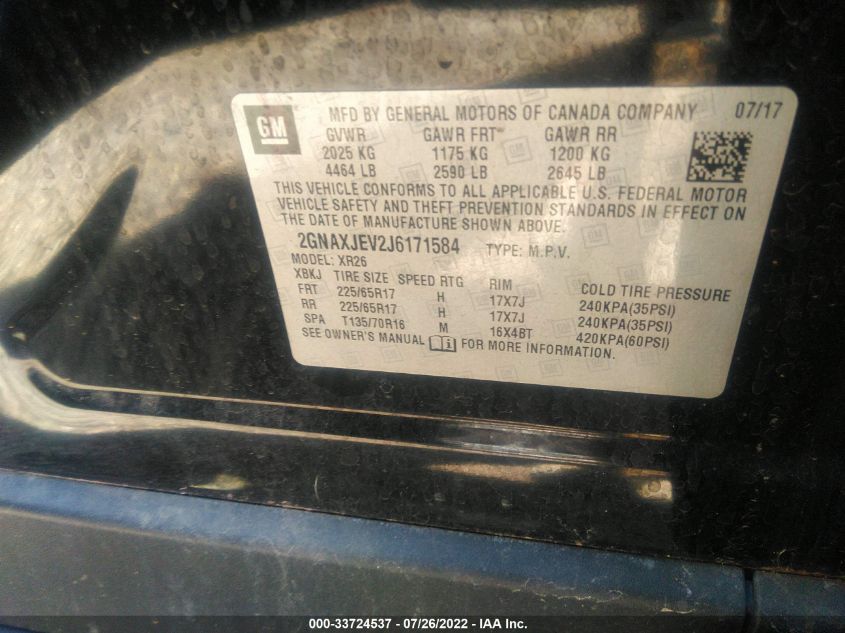 GM
MFD BY GENERAL MOTORS OF CANADA COMPANY 07/17
GVWR GAWR FRT GAWR RR
2025 KG 1175 KG 1200 KG
4464 LB 2590 LB 2645 LB
THIS VEHICLE CONFORMS TO ALL APPLICABLE U.S. FEDERAL MOTOR
VEHICLE SAFETY AND THEFT PREVENTION STANDARDS IN EFFECT ON
THE DATE OF MANUFACTURE SHOWN ABOVE.
2GNAXJEV2J6171584 TYPE: M.P.V.
MODEL: XR26
XBKJ TIRE SIZE SPEED RTG RIM COLD TIRE PRESSURE
FRT 225/65R17 H 17X7J 240KPA(35PSI)
RR 225/65R17 H 17X7J 240KPA(35PSI)
SPA T135/70R16 M 16X4BT 420KPA(60PSI)
SEE OWNER'S MANUAL FOR MORE INFORMATION.
000-33724537 - 07/26/2022 - IAA Inc.